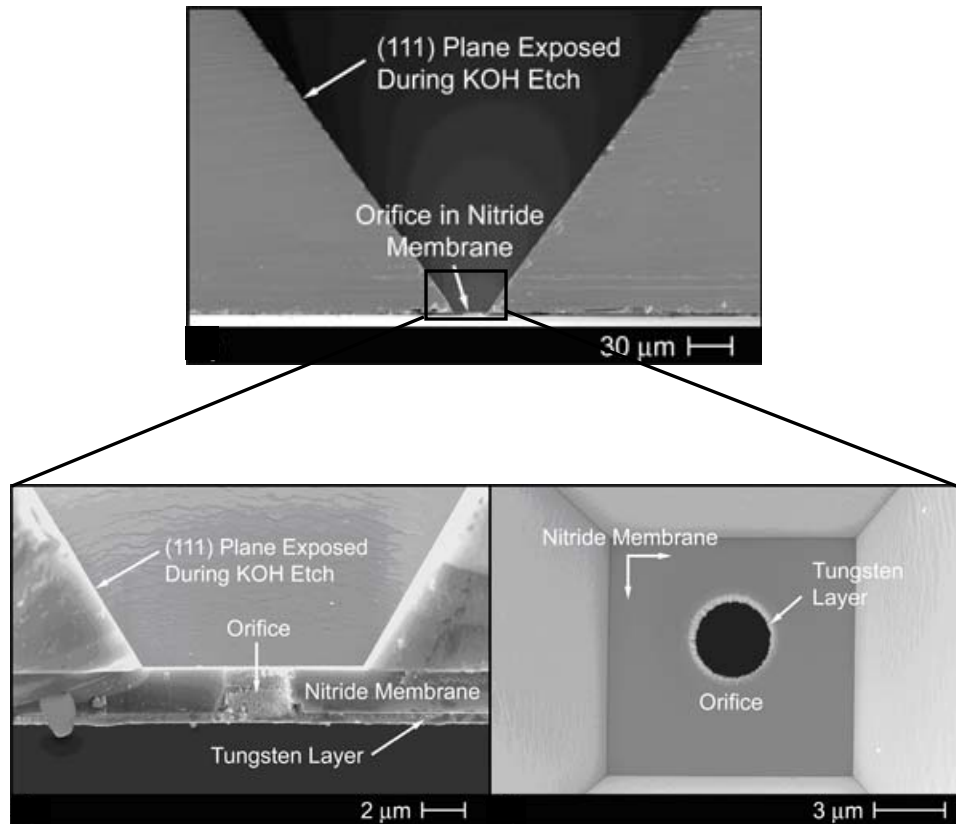 (111) Plane Exposed
During KOH Etch
Orifice in Nitride
Membrane
30 μm
(111) Plane Exposed
During KOH Etch
Orifice
Nitride Membrane
Tungsten Layer
2 μm
Nitride Membrane
Tungsten
Layer
Orifice
3 μm